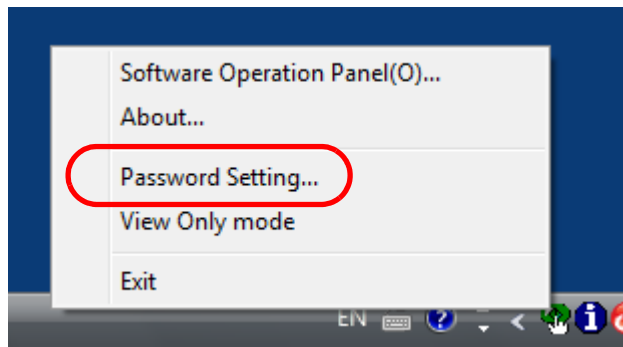 Software Operation Panel(O)...
About...
Password Setting...
View Only mode
Exit
EN